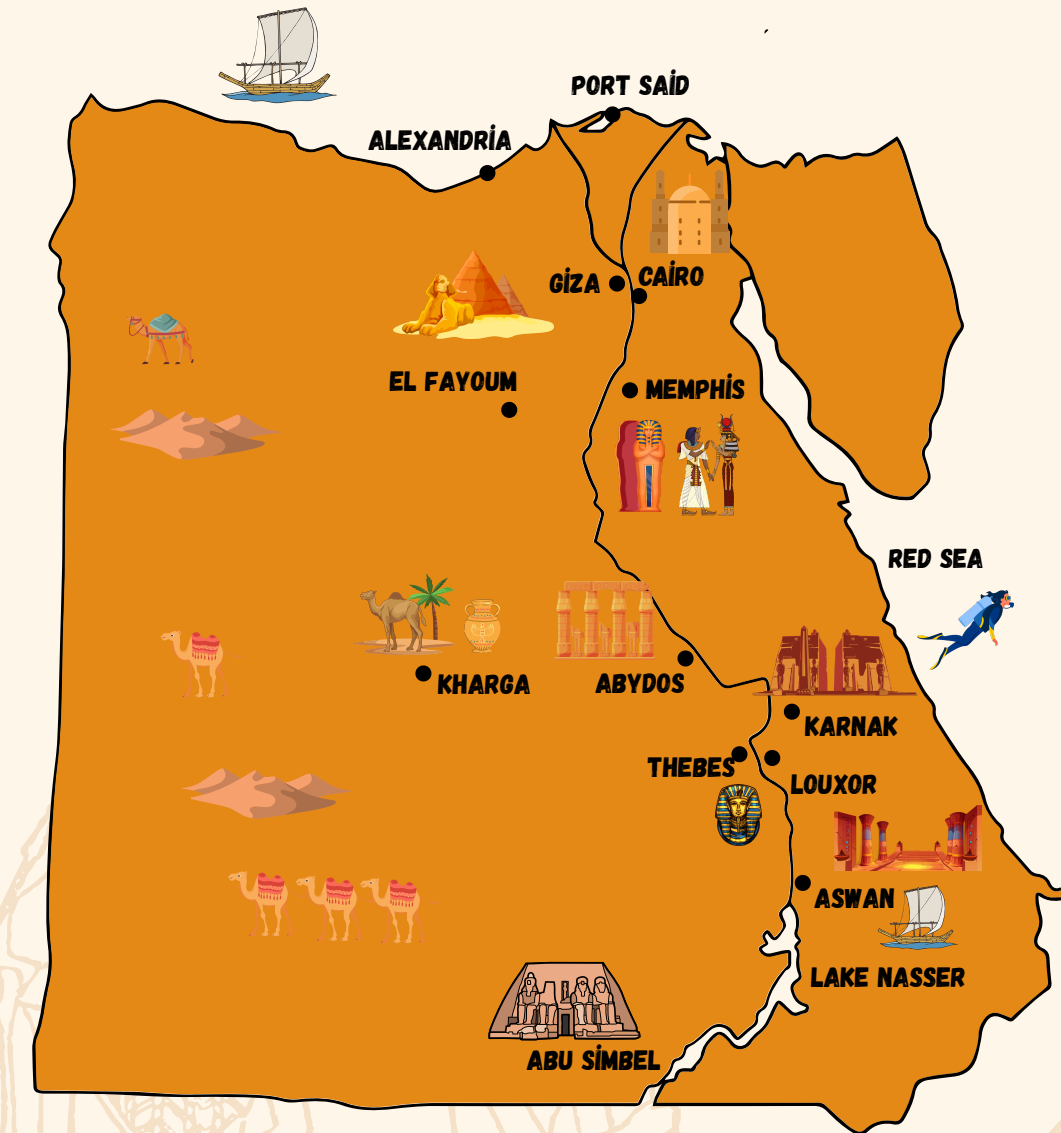 PORT SAİD
ALEXANDRİA
GİZA
CAİRO
EL FAYOUM
MEMPHİS
RED SEA
KHARGA
ABYDOS
KARNAK
THEBES
LOUXOR
ASWAN
LAKE NASSER
ABU SİMBEL